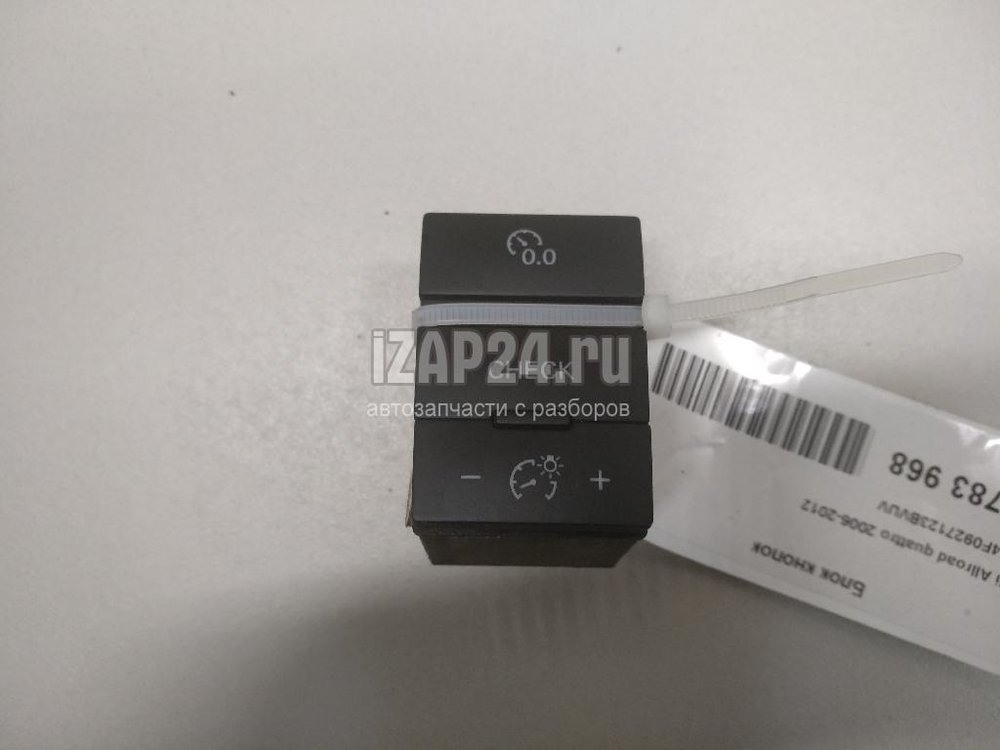 0.0
iZAP24.ru
CHECK
автозапчасти с разборов
- +
Блок кнопок
Allroad quattro 2006-2012
4F0927123BVUV
783 968